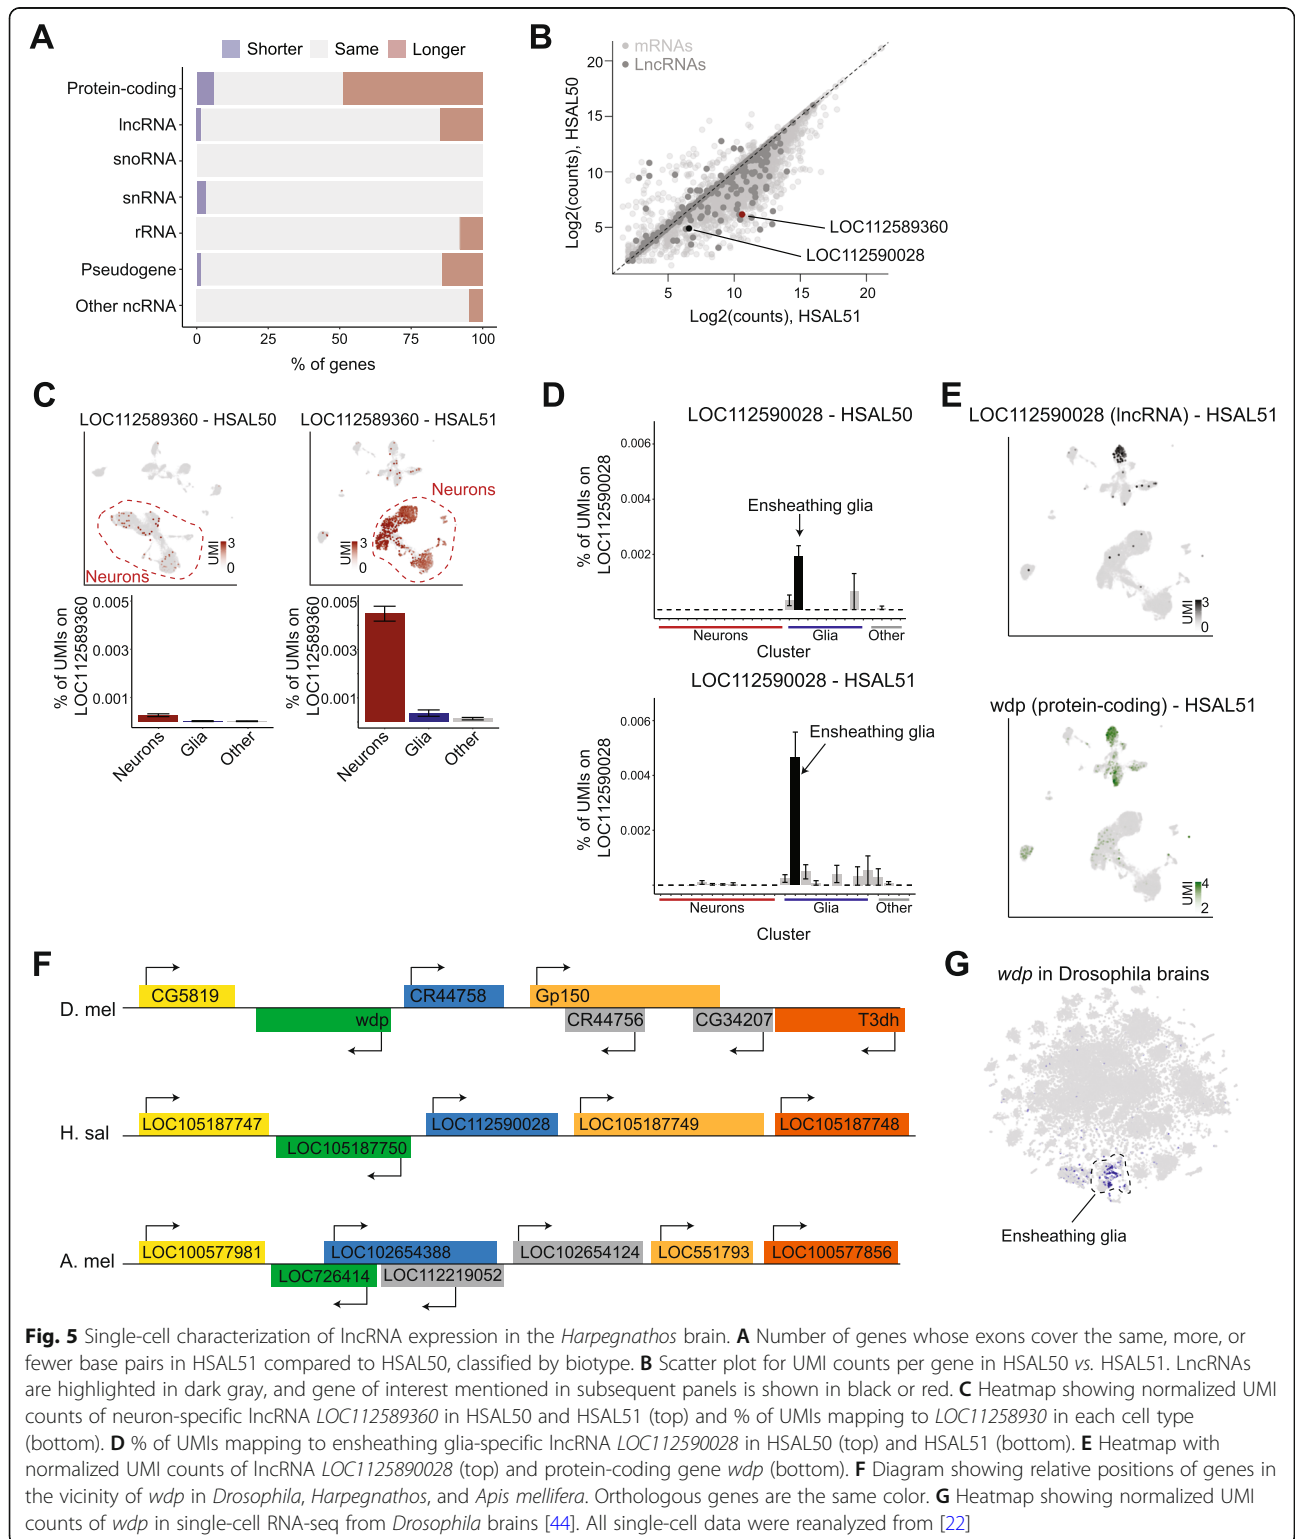 A
Shorter Same Longer
Protein-coding
lncRNA
snoRNA
snRNA
rRNA
Pseudogene
Other ncRNA
0 25 50 75 100
% of genes
B
mRNAs
LncRNAs
Log2(counts), HSAL50
20
15
10
5
LOC112589360
LOC112590028
5 10 15 20
Log2(counts), HSAL51
C
LOC112589360 - HSAL50
Neurons
UMI
3
0
% of UMIs on
LOC112589360
0.005
0.003
0.001
Neurons
Glia
Other
LOC112589360 - HSAL51
Neurons
UMI
3
0
% of UMIs on
LOC112589360
0.005
0.003
0.001
Neurons
Glia
Other
D
LOC112590028 - HSAL50
% of UMIs on
LOC112590028
0.006
0.004
0.002
Ensheathing glia
Neurons Glia Other
Cluster
LOC112590028 - HSAL51
% of UMIs on
LOC112590028
0.006
0.004
0.002
Ensheathing glia
Neurons Glia Other
Cluster
E
LOC112590028 (lncRNA) - HSAL51
UMI
3
0
wdp (protein-coding) - HSAL51
UMI
4
2
F
D. mel
CG5819
wdp
CR44758
Gp150
CR44756
CG34207
T3dh
H. sal
LOC105187747
LOC105187750
LOC112590028
LOC105187749
LOC105187748
A. mel
LOC100577981
LOC726414
LOC102654388
LOC112219052
LOC102654124
LOC551793
LOC100577856
G
wdp in Drosophila brains
Ensheathing glia
Fig. 5 Single-cell characterization of lncRNA expression in the Harpegnathos brain. A Number of genes whose exons cover the same, more, or
fewer base pairs in HSAL51 compared to HSAL50, classified by biotype. B Scatter plot for UMI counts per gene in HSAL50 vs. HSAL51. LncRNAs
are highlighted in dark gray, and gene of interest mentioned in subsequent panels is shown in black or red. C Heatmap showing normalized UMI
counts of neuron-specific lncRNA LOC112589360 in HSAL50 and HSAL51 (top) and % of UMIs mapping to LOC11258930 in each cell type
(bottom). D % of UMIs mapping to ensheathing glia-specific lncRNA LOC112590028 in HSAL50 (top) and HSAL51 (bottom). E Heatmap with
normalized UMI counts of lncRNA LOC1125890028 (top) and protein-coding gene wdp (bottom). F Diagram showing relative positions of genes in
the vicinity of wdp in Drosophila, Harpegnathos, and Apis mellifera. Orthologous genes are the same color. G Heatmap showing normalized UMI
counts of wdp in single-cell RNA-seq from Drosophila brains [44]. All single-cell data were reanalyzed from [22]